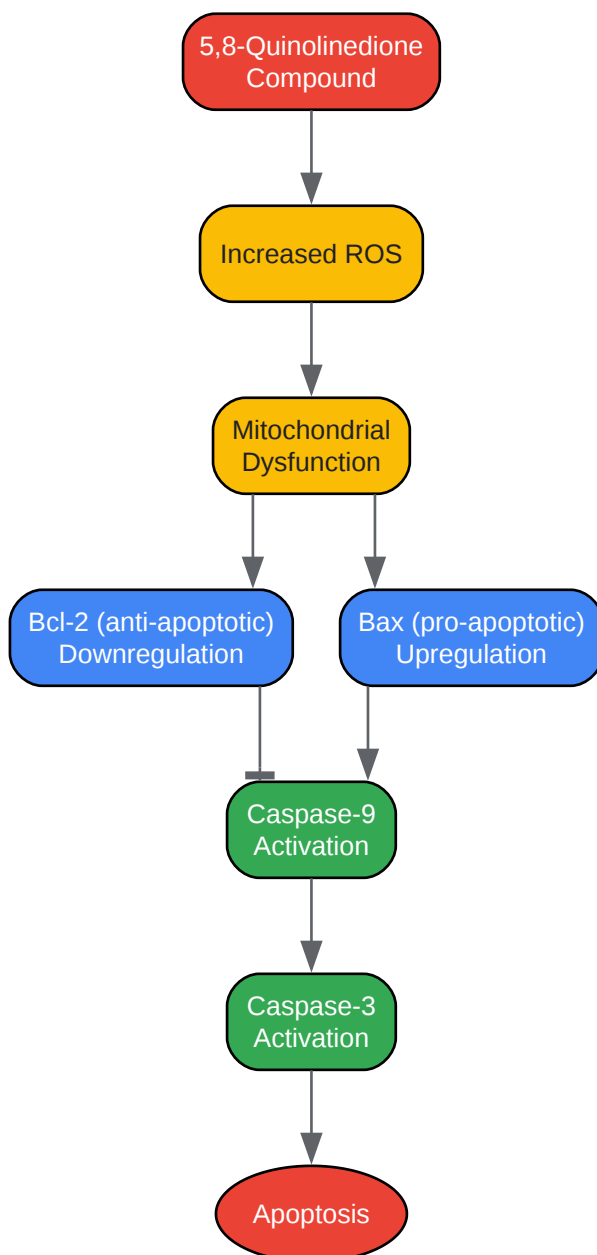 5,8-Quinolinedione
Compound
Increased ROS
Mitochondrial
Dysfunction
Bcl-2 (anti-apoptotic)
Downregulation
Bax (pro-apoptotic)
Upregulation
Caspase-9
Activation
Caspase-3
Activation
Apoptosis